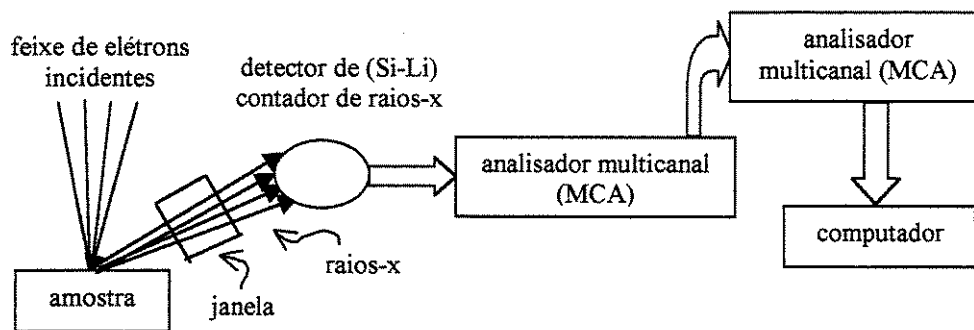 feixe de elétrons
incidentes
detector de (Si-Li)
contador de raios-x
analisador multicanal
(MCA)
analisador
multicanal (MCA)
computador
raios-x
janela
amostra